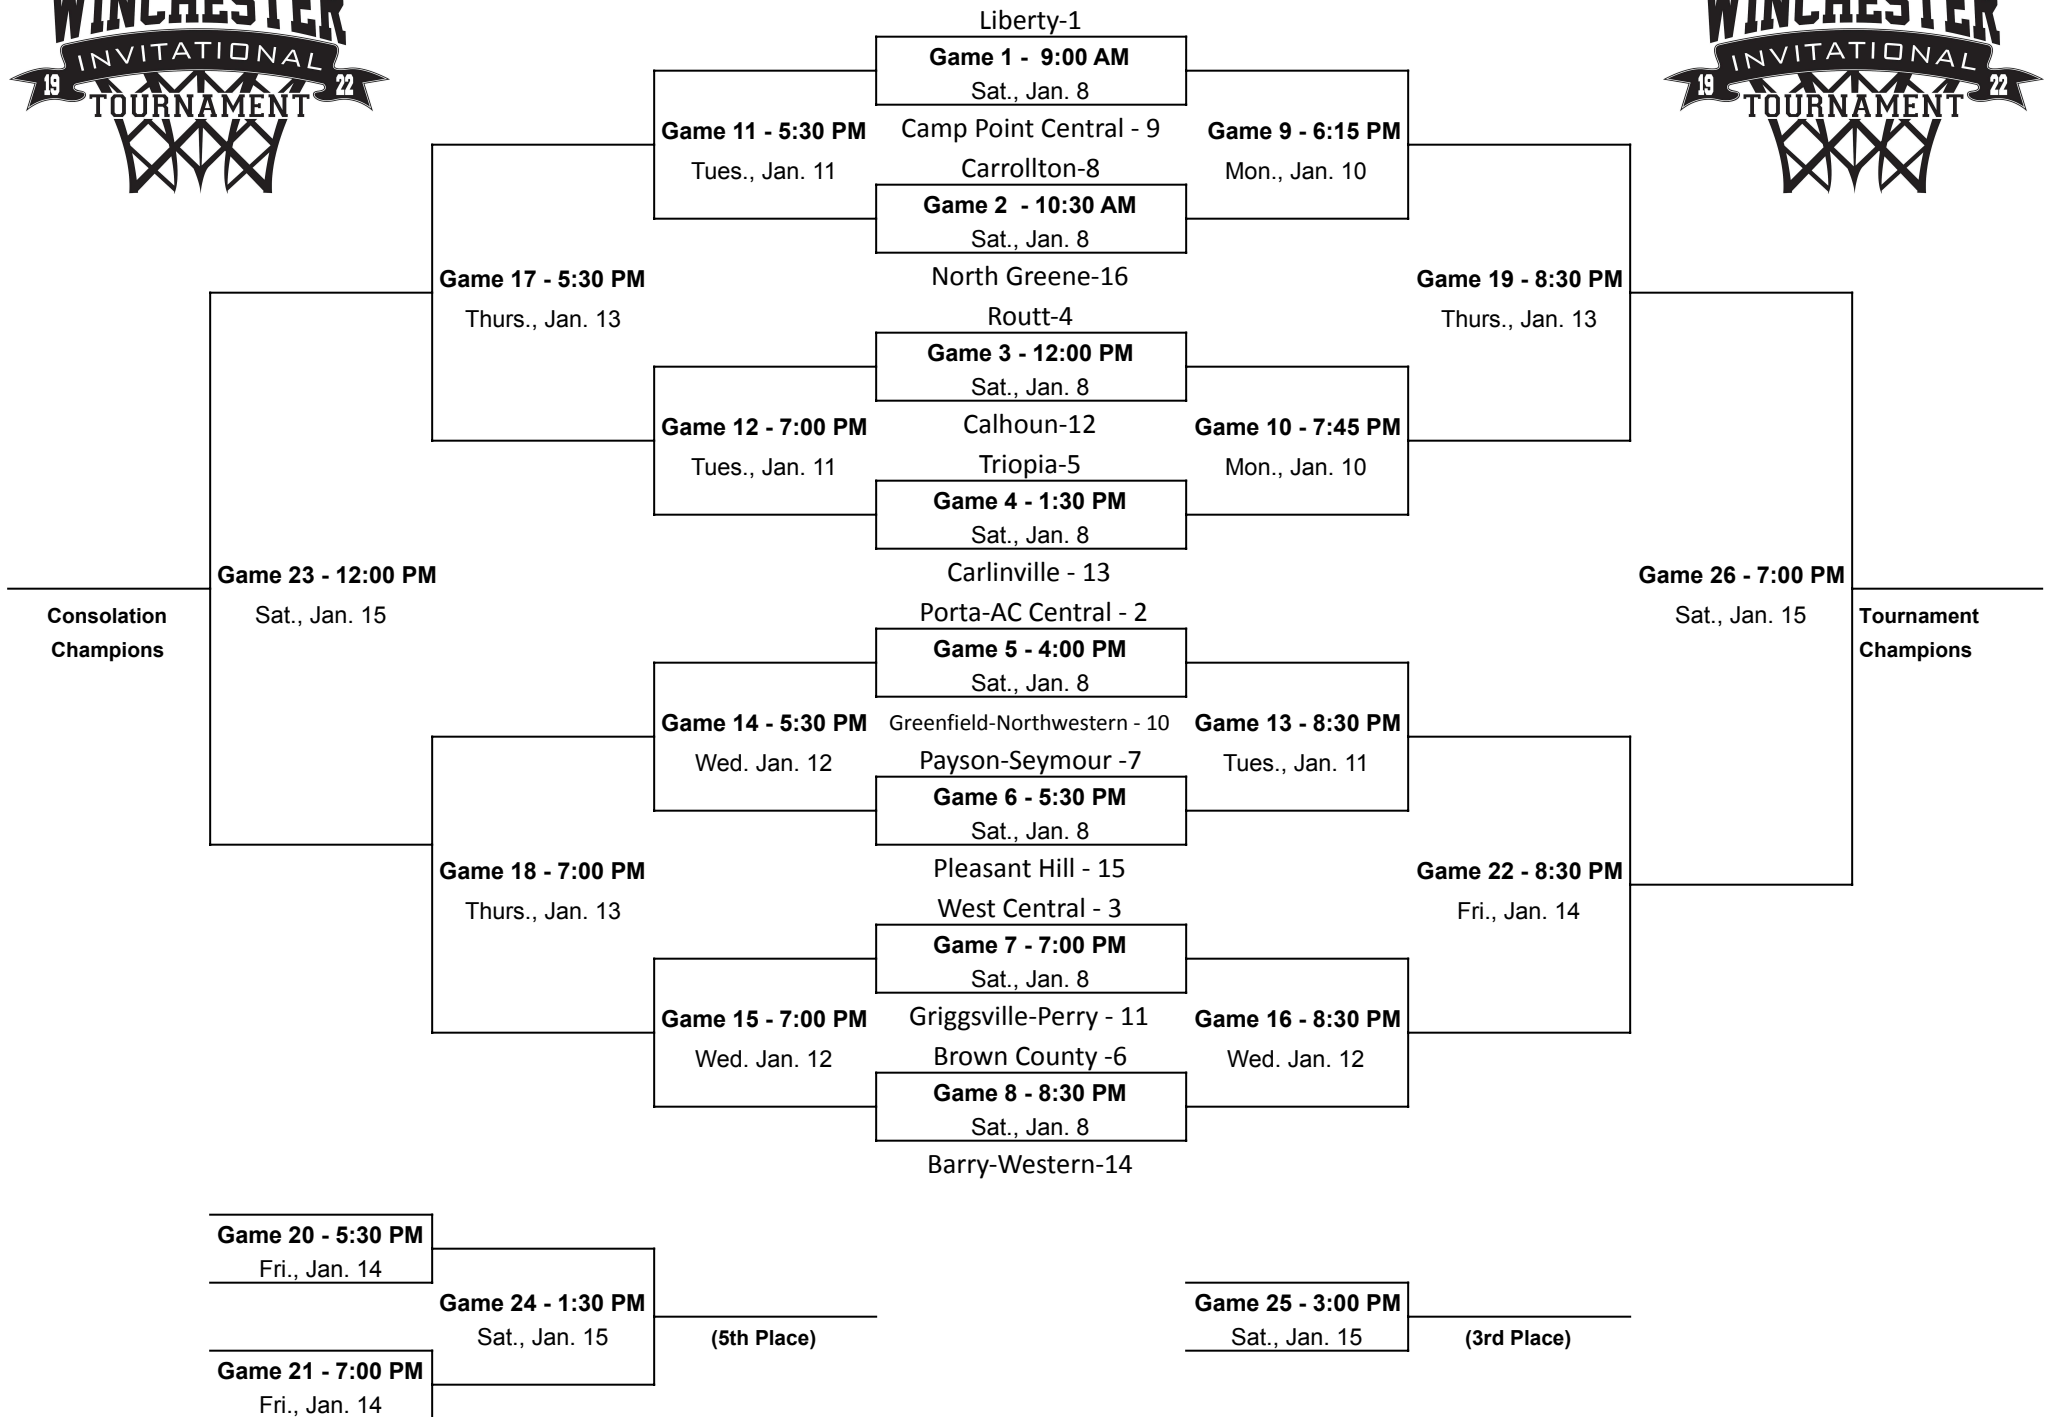 WINCHESTER
INVITATIONAL
19 22
TOURNAMENT
WINCHESTER
INVITATIONAL
19 22
TOURNAMENT
Liberty-1
Game 1 - 9:00 AM
Sat., Jan. 8
Game 11 - 5:30 PM
Tues., Jan. 11
Camp Point Central - 9
Carrollton-8
Game 9 - 6:15 PM
Mon., Jan. 10
Game 2 - 10:30 AM
Sat., Jan. 8
Game 17 - 5:30 PM
Thurs., Jan. 13
North Greene-16
Routt-4
Game 19 - 8:30 PM
Thurs., Jan. 13
Game 3 - 12:00 PM
Sat., Jan. 8
Game 12 - 7:00 PM
Tues., Jan. 11
Calhoun-12
Triopia-5
Game 10 - 7:45 PM
Mon., Jan. 10
Game 4 - 1:30 PM
Sat., Jan. 8
Consolation
Champions
Game 23 - 12:00 PM
Sat., Jan. 15
Carlinville - 13
Porta-AC Central - 2
Game 26 - 7:00 PM
Sat., Jan. 15
Tournament
Champions
Game 5 - 4:00 PM
Sat., Jan. 8
Game 14 - 5:30 PM
Wed. Jan. 12
Greenfield-Northwestern - 10
Payson-Seymour -7
Game 13 - 8:30 PM
Tues., Jan. 11
Game 6 - 5:30 PM
Sat., Jan. 8
Game 18 - 7:00 PM
Thurs., Jan. 13
Pleasant Hill - 15
West Central - 3
Game 22 - 8:30 PM
Fri., Jan. 14
Game 7 - 7:00 PM
Sat., Jan. 8
Game 15 - 7:00 PM
Wed. Jan. 12
Griggsville-Perry - 11
Brown County -6
Game 16 - 8:30 PM
Wed. Jan. 12
Game 8 - 8:30 PM
Sat., Jan. 8
Barry-Western-14
Game 20 - 5:30 PM
Fri., Jan. 14
Game 24 - 1:30 PM
Sat., Jan. 15
(5th Place)
Game 25 - 3:00 PM
Sat., Jan. 15
(3rd Place)
Game 21 - 7:00 PM
Fri., Jan. 14